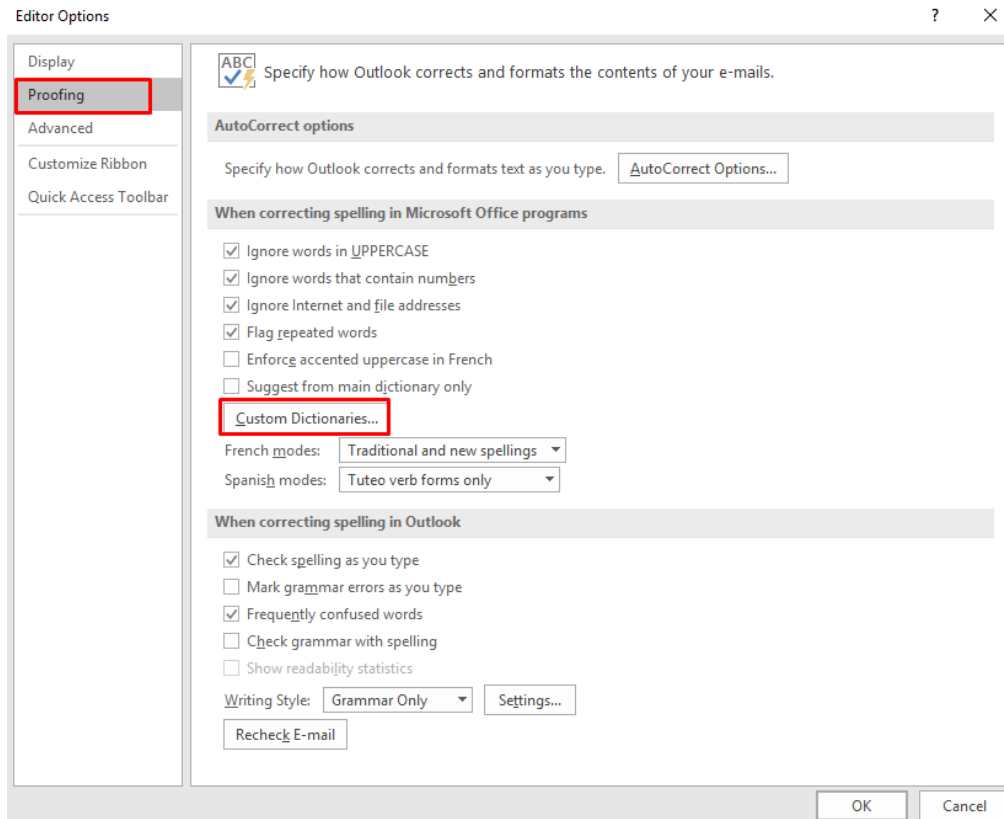 Editor Options
?
Display
Proofing
Advanced
Customize Ribbon
Quick Access Toolbar
ABC
Specify how Outlook corrects and formats the contents of your e-mails.
AutoCorrect options
Specify how Outlook corrects and formats text as you type. AutoCorrect Options...
When correcting spelling in Microsoft Office programs
Ignore words in UPPERCASE
Ignore words that contain numbers
Ignore Internet and file addresses
Flag repeated words
Enforce accented uppercase in French
Suggest from main dictionary only
Custom Dictionaries...
French modes: Traditional and new spellings
Spanish modes: Tuteo verb forms only
When correcting spelling in Outlook
Check spelling as you type
Mark grammar errors as you type
Frequently confused words
Check grammar with spelling
Show readability statistics
Writing Style: Grammar Only Settings...
Recheck E-mail
OK Cancel